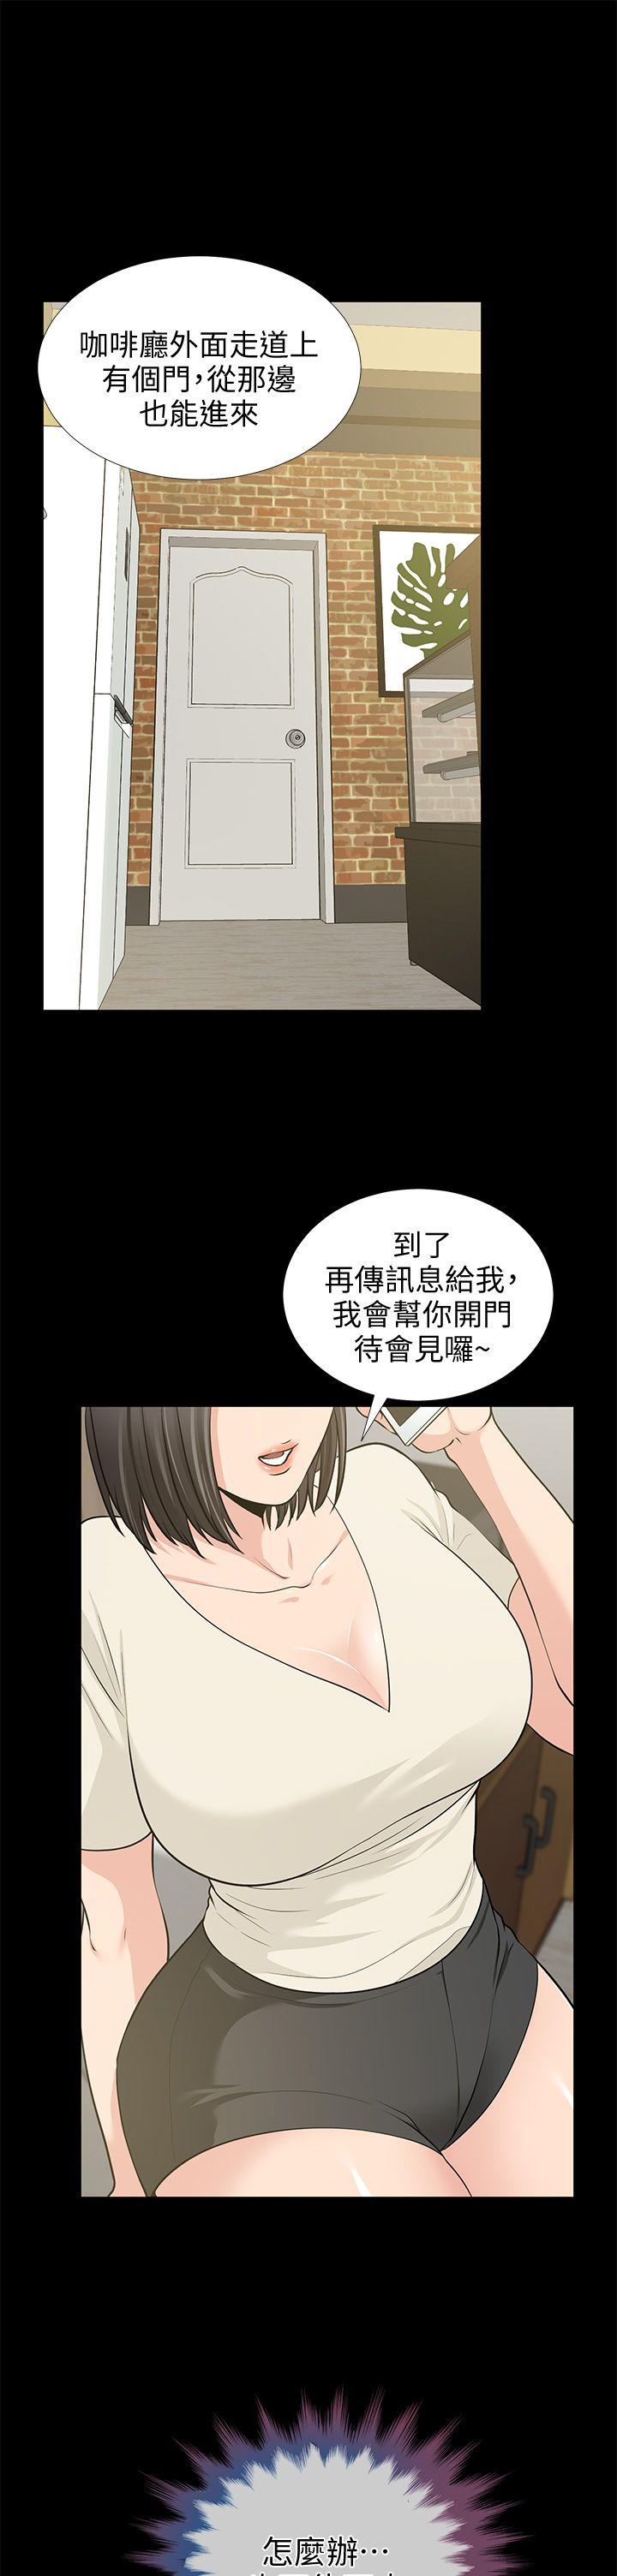 咖啡廳外面走道上
有個門，從那邊
也能進來
到了
再傳訊息給我，
我會幫你開門
待會見囉~
怎麼辦…